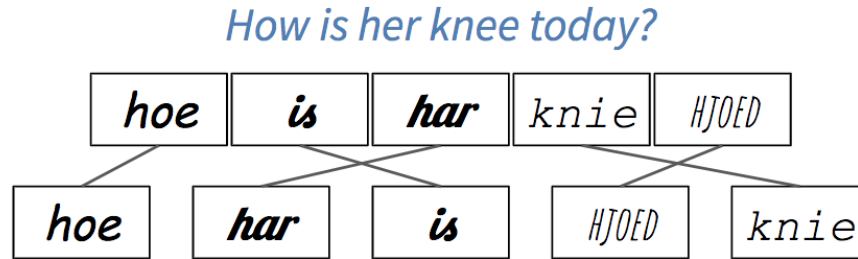 How is her knee today?
hoe is har knie HJOED
hoe har is HJOED knie